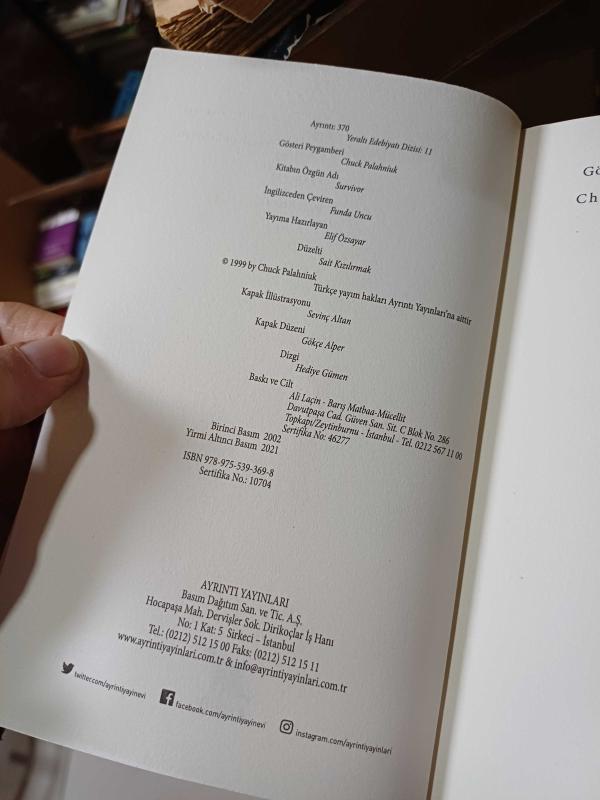 Ayrıntı: 370
Yeraltı Edebiyatı Dizisi: 11
Gösteri Peygamberi
Chuck Palahniuk
Kitabın Özgün Adı
Survivor
İngilizceden Çeviren
Funda Uncu
Yayıma Hazırlayan
Elif Özsayar
Düzelti
Sait Kızılırmak
© 1999 by Chuck Palahniuk
Türkçe yayım hakları Ayrıntı Yayınları'na aittir
Kapak İllüstrasyonu
Sevinç Altan
Kapak Düzeni
Gökçe Alper
Dizgi
Hediye Gümen
Baskı ve Cilt
Ali Laçin - Barış Matbaa-Mücellit
Davutpaşa Cad. Güven San. Sit. C Blok No. 286
Topkapı/Zeytinburnu - İstanbul - Tel. 0212 567 11 00
Sertifika No: 46277
Birinci Basım 2002
Yirmi Altıncı Basım 2021
ISBN 978-975-539-369-8
Sertifika No.: 10704
AYRINTI YAYINLARI
Basım Dağıtım San. ve Tic. A.Ş.
Hocapaşa Mah. Dervişler Sok. Dirikoçlar İş Hanı
No: 1 Kat: 5 Sirkeci – İstanbul
Tel.: (0212) 512 15 00 Faks: (0212) 512 15 11
www.ayrintiyayinlari.com.tr & info@ayrintiyayinlari.com.tr
twitter.com/ayrintiyayinevi
facebook.com/ayrintiyayinevi
instagram.com/ayrintiyayinlari
Gö
Ch